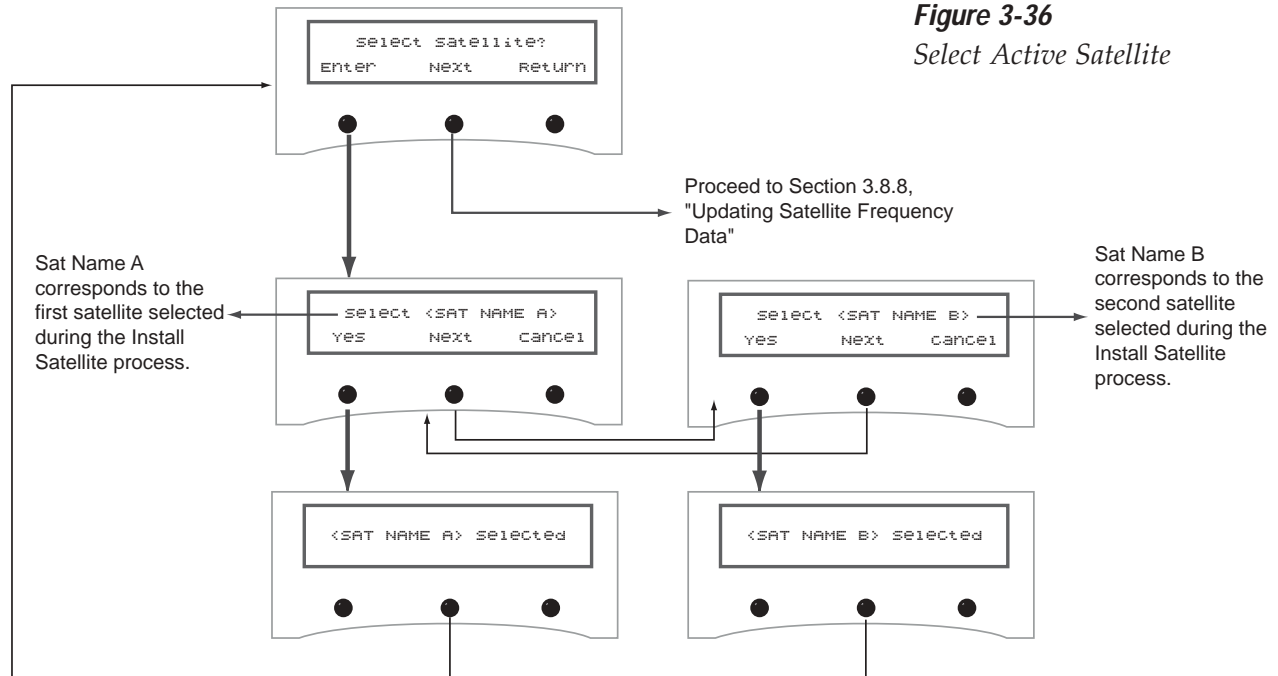 Figure 3-36
Select Active Satellite
Select Satellite?
Enter Next Return
Proceed to Section 3.8.8,
"Updating Satellite Frequency
Data"
Sat Name A
corresponds to the
first satellite selected
during the Install
Satellite process.
Select <SAT NAME A>
Yes Next Cancel
Select <SAT NAME B>
Yes Next Cancel
Sat Name B
corresponds to the
second satellite
selected during the
Install Satellite
process.
<SAT NAME A> Selected
<SAT NAME B> Selected